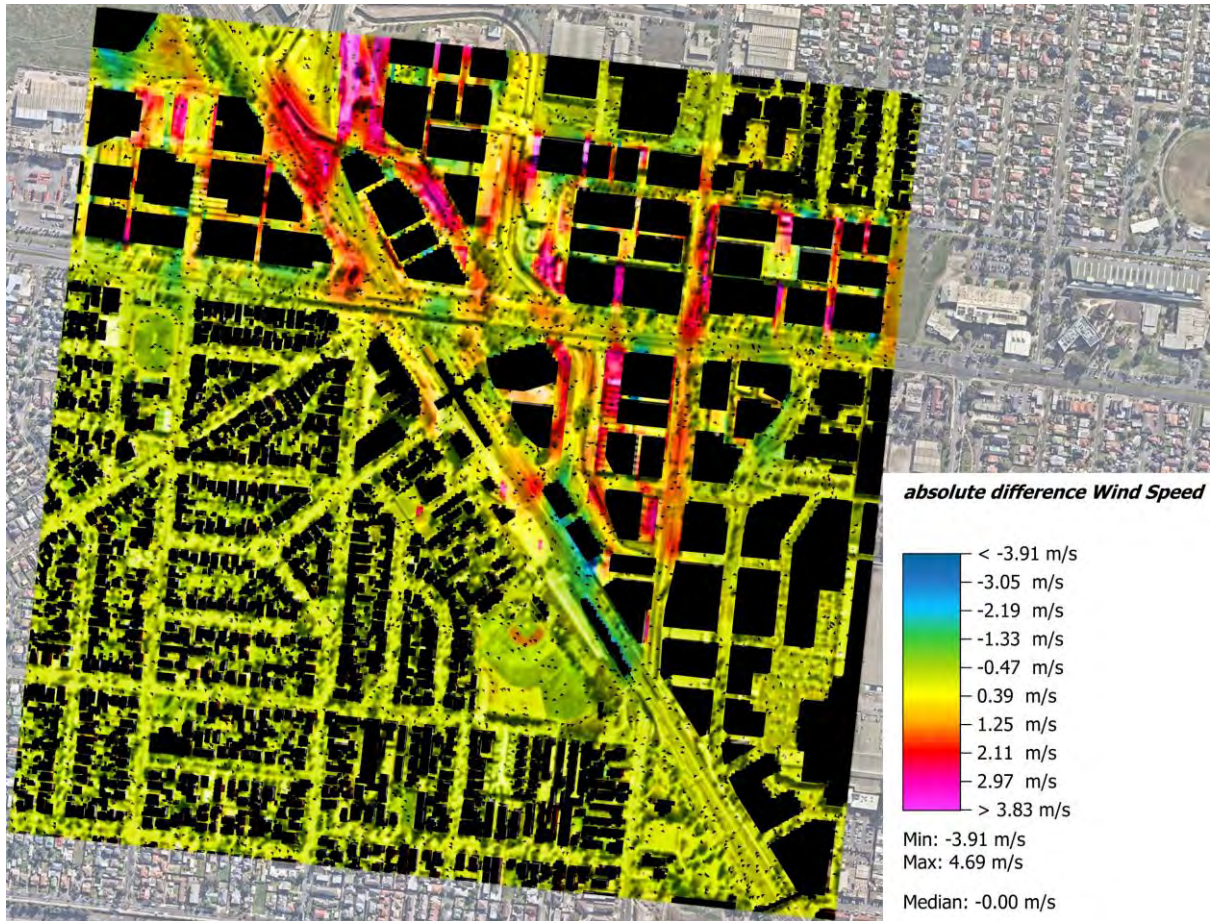 absolute difference Wind Speed
< -3.91 m/s
-3.05 m/s
-2.19 m/s
-1.33 m/s
-0.47 m/s
0.39 m/s
1.25 m/s
2.11 m/s
2.97 m/s
> 3.83 m/s
Min: -3.91 m/s
Max: 4.69 m/s
Median: -0.00 m/s